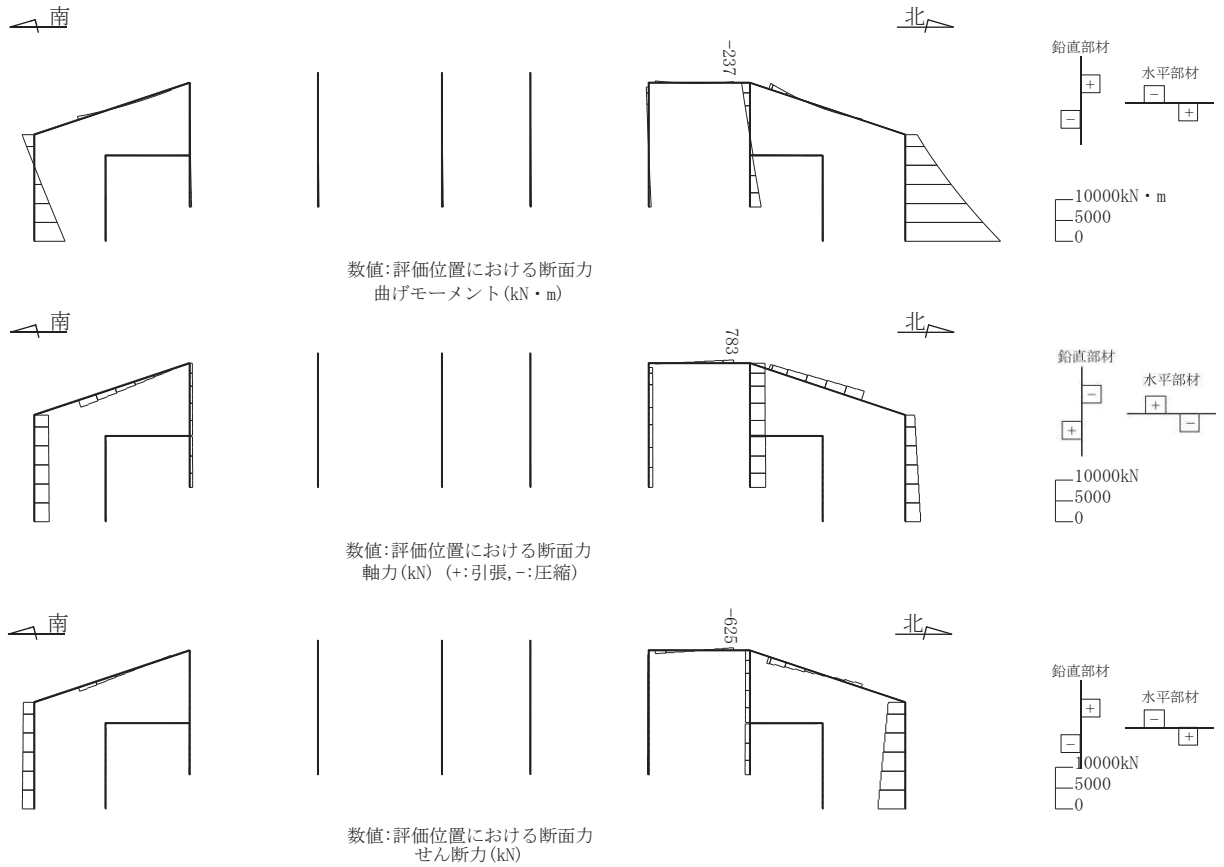 南
北
-237
鉛直部材
水平部材
+
-
-
+
10000kN・m
5000
0
数値:評価位置における断面力
曲げモーメント(kN・m)
南
北
783
鉛直部材
水平部材
-
+
+
-
10000kN
5000
0
数値:評価位置における断面力
軸力(kN) (+:引張,-:圧縮)
南
北
-625
鉛直部材
水平部材
+
-
-
+
10000kN
5000
0
数値:評価位置における断面力
せん断力(kN)